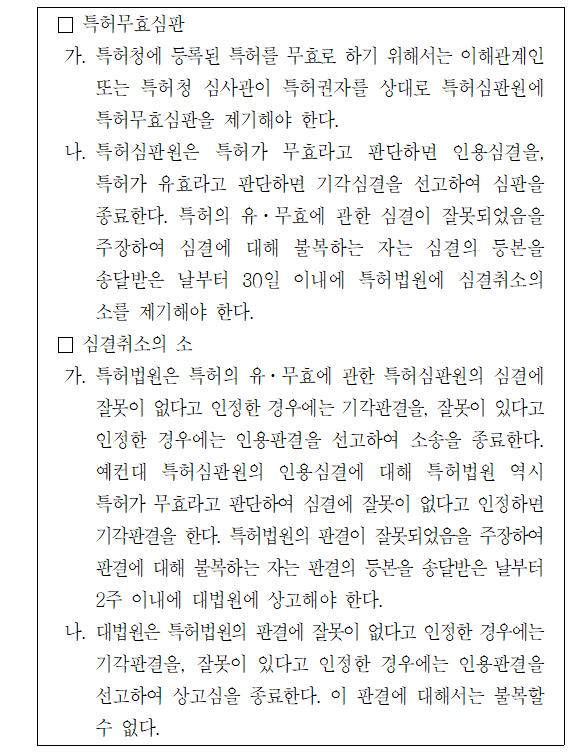 □ 특허무효심판
가. 특허청에 등록된 특허를 무효로 하기 위해서는 이해관계인
또는 특허청 심사관이 특허권자를 상대로 특허심판원에
특허무효심판을 제기해야 한다.
나. 특허심판원은 특허가 무효라고 판단하면 인용심결을,
특허가 유효라고 판단하면 기각심결을 선고하여 심판을
종료한다. 특허의 유・무효에 관한 심결이 잘못되었음을
주장하여 심결에 대해 불복하는 자는 심결의 등본을
송달받은 날부터 30일 이내에 특허법원에 심결취소의
소를 제기해야 한다.
□ 심결취소의 소
가. 특허법원은 특허의 유・무효에 관한 특허심판원의 심결에
잘못이 없다고 인정한 경우에는 기각판결을, 잘못이 있다고
인정한 경우에는 인용판결을 선고하여 소송을 종료한다.
예컨대 특허심판원의 인용심결에 대해 특허법원 역시
특허가 무효라고 판단하여 심결에 잘못이 없다고 인정하면
기각판결을 한다. 특허법원의 판결이 잘못되었음을 주장하여
판결에 대해 불복하는 자는 판결의 등본을 송달받은 날부터
2주 이내에 대법원에 상고해야 한다.
나. 대법원은 특허법원의 판결에 잘못이 없다고 인정한 경우에는
기각판결을, 잘못이 있다고 인정한 경우에는 인용판결을
선고하여 상고심을 종료한다. 이 판결에 대해서는 불복할
수 없다.